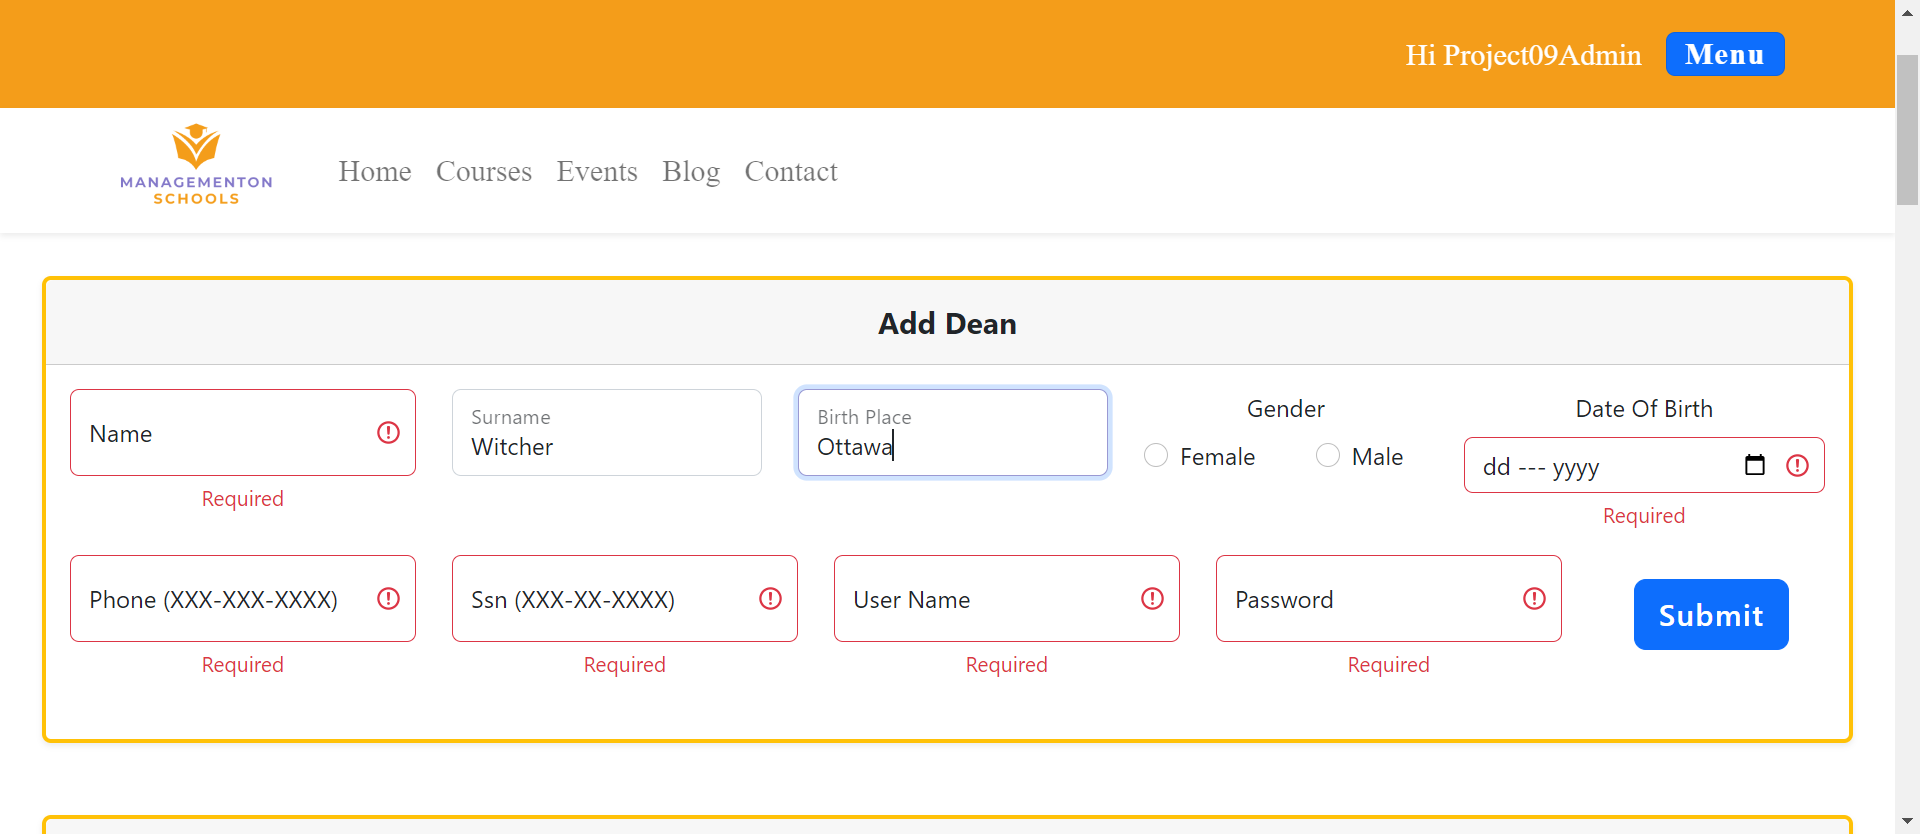 Hi Project09Admin
Menu
MANAGEMENTON
SCHOOLS
Home Courses Events Blog Contact
Add Dean
Name
Required
Surname
Witcher
Birth Place
Ottawa
Gender
Female Male
Date Of Birth
dd --- yyyy
Required
Phone (XXX-XXX-XXXX)
Required
Ssn (XXX-XX-XXXX)
Required
User Name
Required
Password
Required
Submit